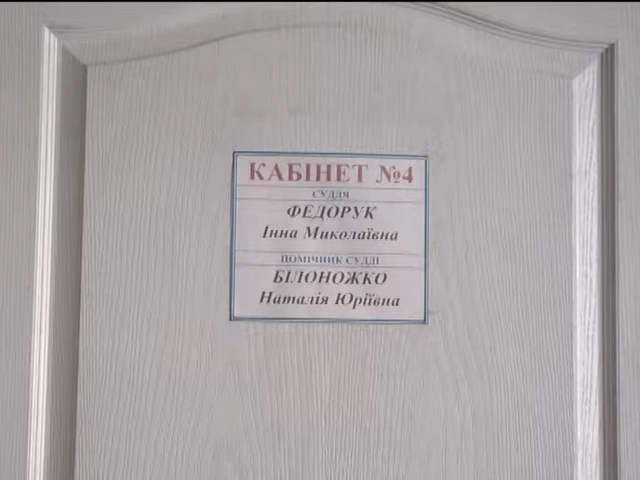 КАБІНЕТ №4
СУДДЯ
ФЕДОРУК
Інна Миколаївна
ПОМІЧНИК СУДДІ
БІЛОНОЖКО
Наталія Юріївна